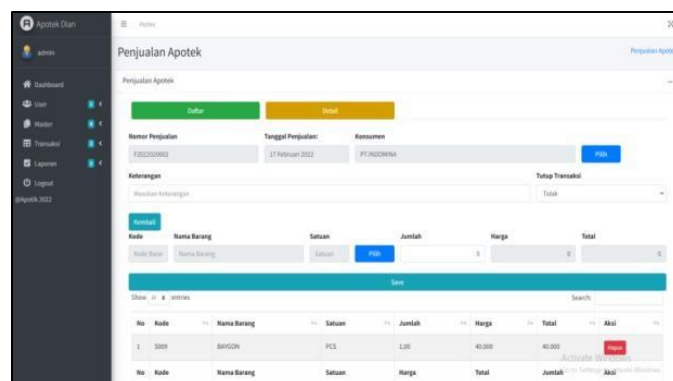 Apotek Dian
Home
admin
Penjualan Apotek
Penjualan Apotek
Penjualan Apotek
Dashboard
User
Master
Transaksi
Laporan
Logout
@Apotik 2022
Daftar
Detail
Nomor Penjualan
Tanggal Penjualan:
Konsumen
17 Februari 2022
PT-INDOMINA
Pilih
Keterangan
Tutup Transaksi
Masukan Keterangan
Tidak
Kembali
Kode
Nama Barang
Satuan
Jumlah
Harga
Total
Kode Barar
Nama Barang
Satuan
Pilih
0
0
0
Save
Show
entries
Search:
No Kode Nama Barang Satuan Jumlah Harga Total Aksi
1 S009 BAYGON PCS 1,00 40.000 40.000 Hapus
Activate Windows
No Kode Nama Barang Satuan Harga Total Jumlah Aksi